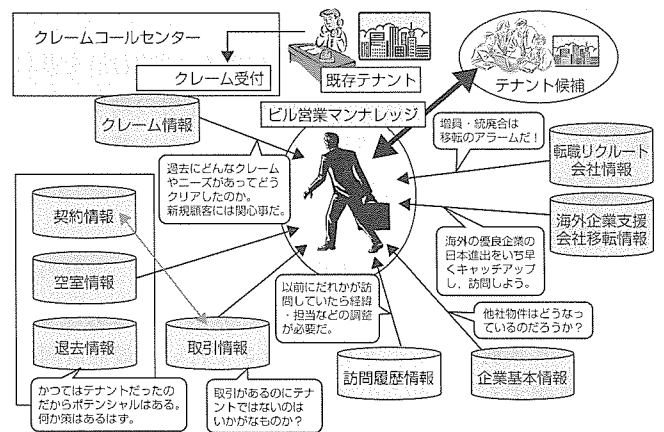 クレームコールセンター
クレーム受付
既存テナント
テナント候補
クレーム情報
ビル営業マンナレッジ
増員・統廃合は
移転のアラームだ！
転職リクルート
会社情報
過去にどんなクレーム
やニーズがあってどう
クリアしたのか。
新規顧客には関心事だ。
契約情報
海外企業支援
会社移転情報
海外の優良企業の
日本進出をいち早
くキャッチアップ
し、訪問しよう。
空室情報
以前にだれかが訪
問していたら経緯
・担当などの調整
が必要だ。
他社物件はどうなっ
ているのだろうか？
退去情報
取引情報
訪問履歴情報
企業基本情報
かつてはテナントだったの
だからポテンシャルはある。
何か策はあるはず。
取引があるのにテ
ナントではないのは
いかがなものか？